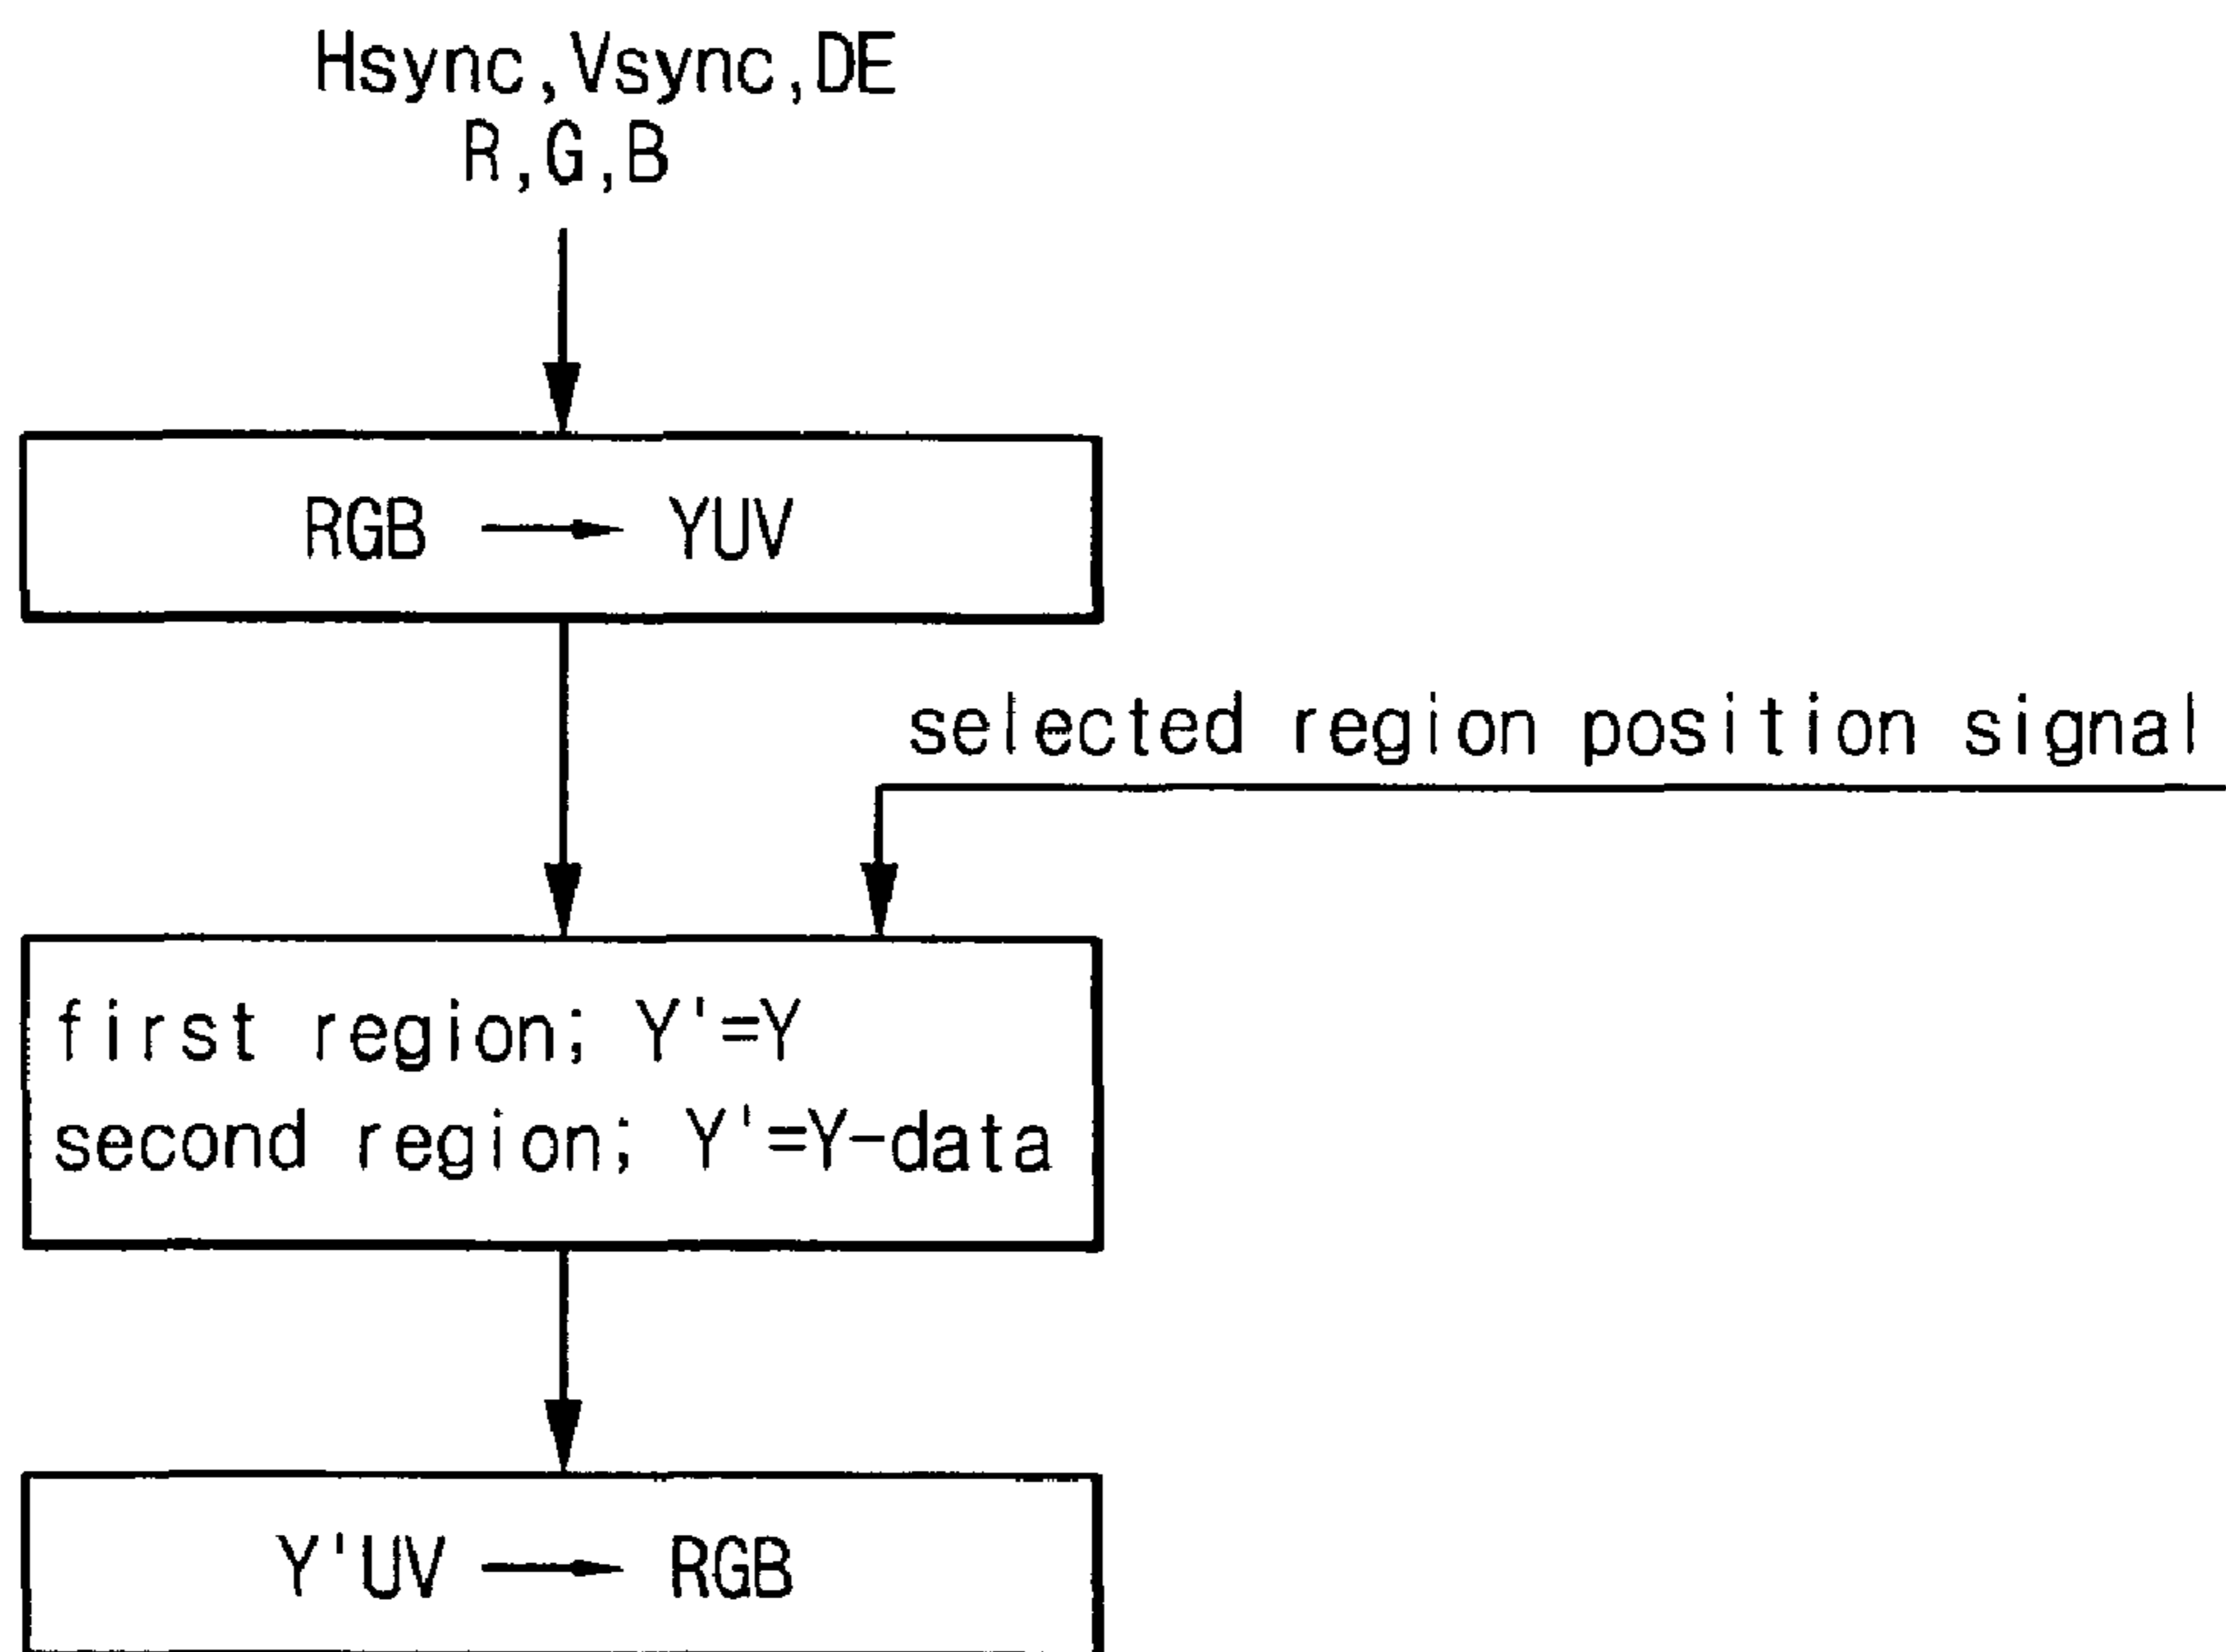 Hsync,Vsync,DE
R,G,B
RGB → YUV
selected region position signal
first region; Y'=Y
second region; Y'=Y-data
Y'UV → RGB